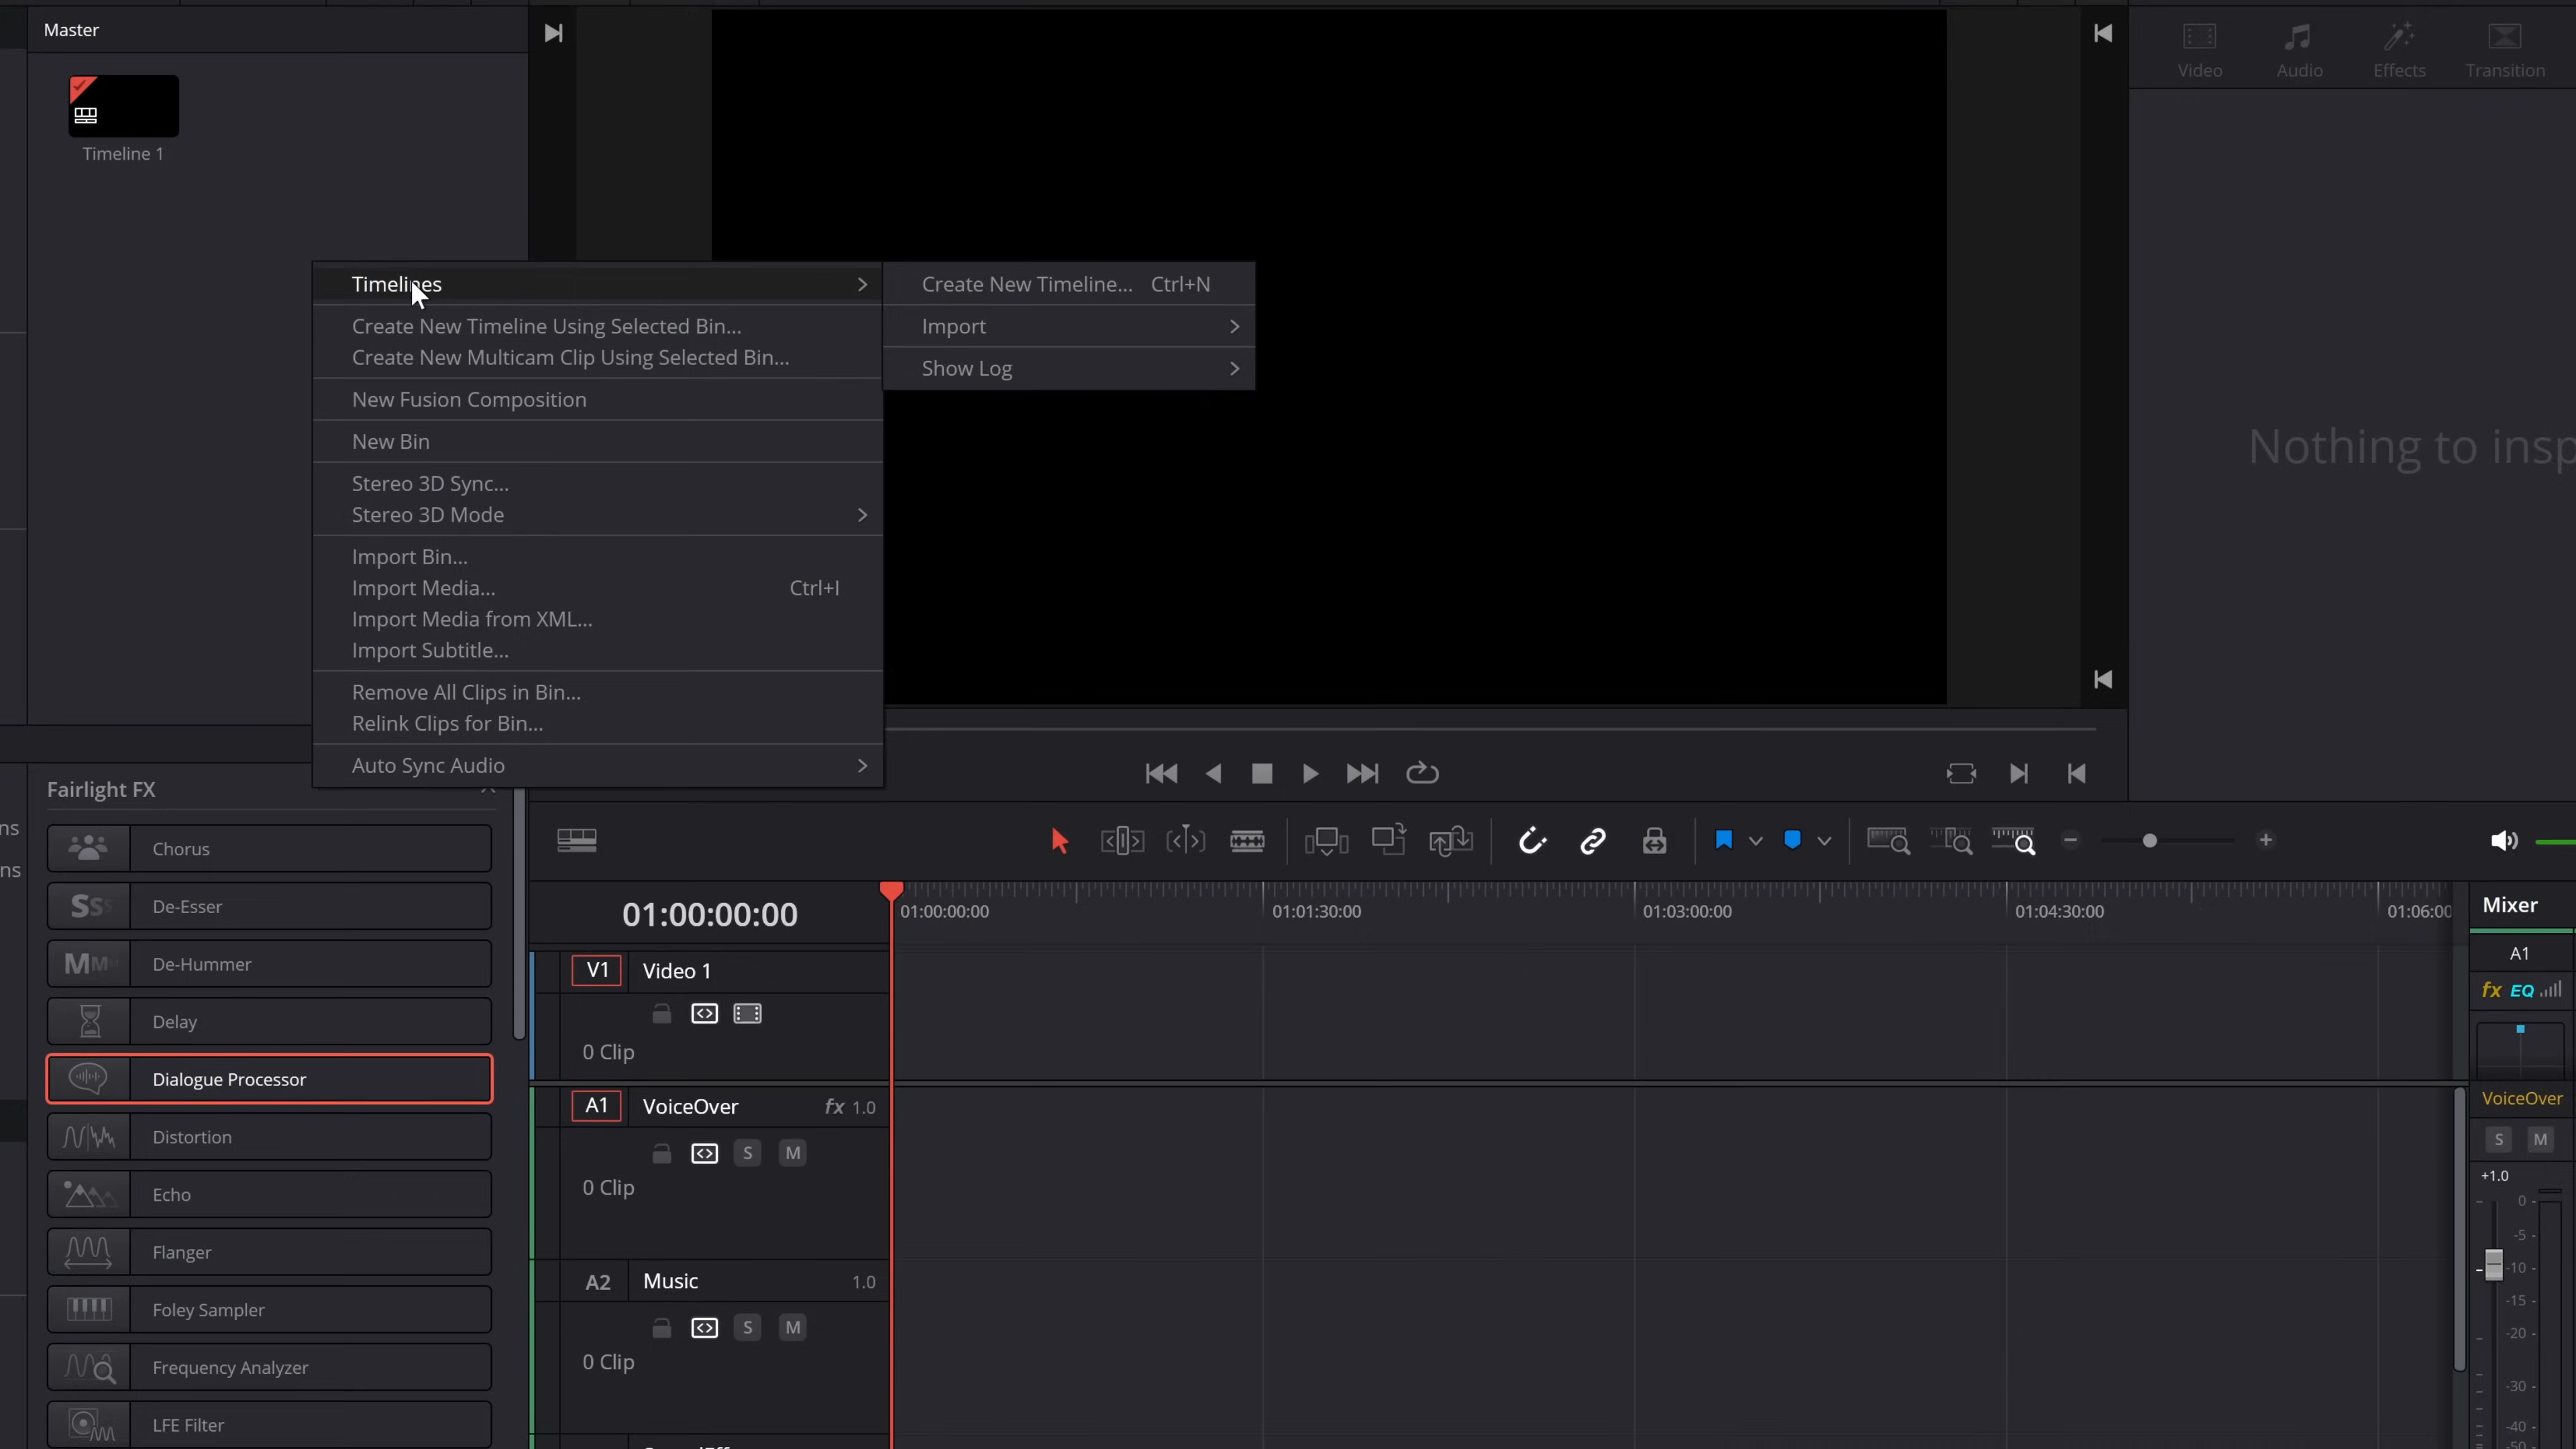 Master
Timeline 1
Video
Audio
Effects
Transition
Timelines
Create New Timeline Using Selected Bin...
Create New Multicam Clip Using Selected Bin...
New Fusion Composition
New Bin
Stereo 3D Sync...
Stereo 3D Mode
Import Bin...
Import Media... Ctrl+I
Import Media from XML...
Import Subtitle...
Remove All Clips in Bin...
Relink Clips for Bin...
Auto Sync Audio
Create New Timeline... Ctrl+N
Import
Show Log
Nothing to insp
Fairlight FX
ns
ns
Chorus
De-Esser
De-Hummer
Delay
Dialogue Processor
Distortion
Echo
Flanger
Foley Sampler
Frequency Analyzer
LFE Filter
01:00:00:00
01:00:00:00
01:01:30:00
01:03:00:00
01:04:30:00
01:06:00
V1 Video 1
0 Clip
A1 VoiceOver fx 1.0
S M
0 Clip
A2 Music 1.0
S M
0 Clip
Mixer
A1
fx EQ
VoiceOver
S M
+1.0
0
-5
-10
-15
-20
-30
-40